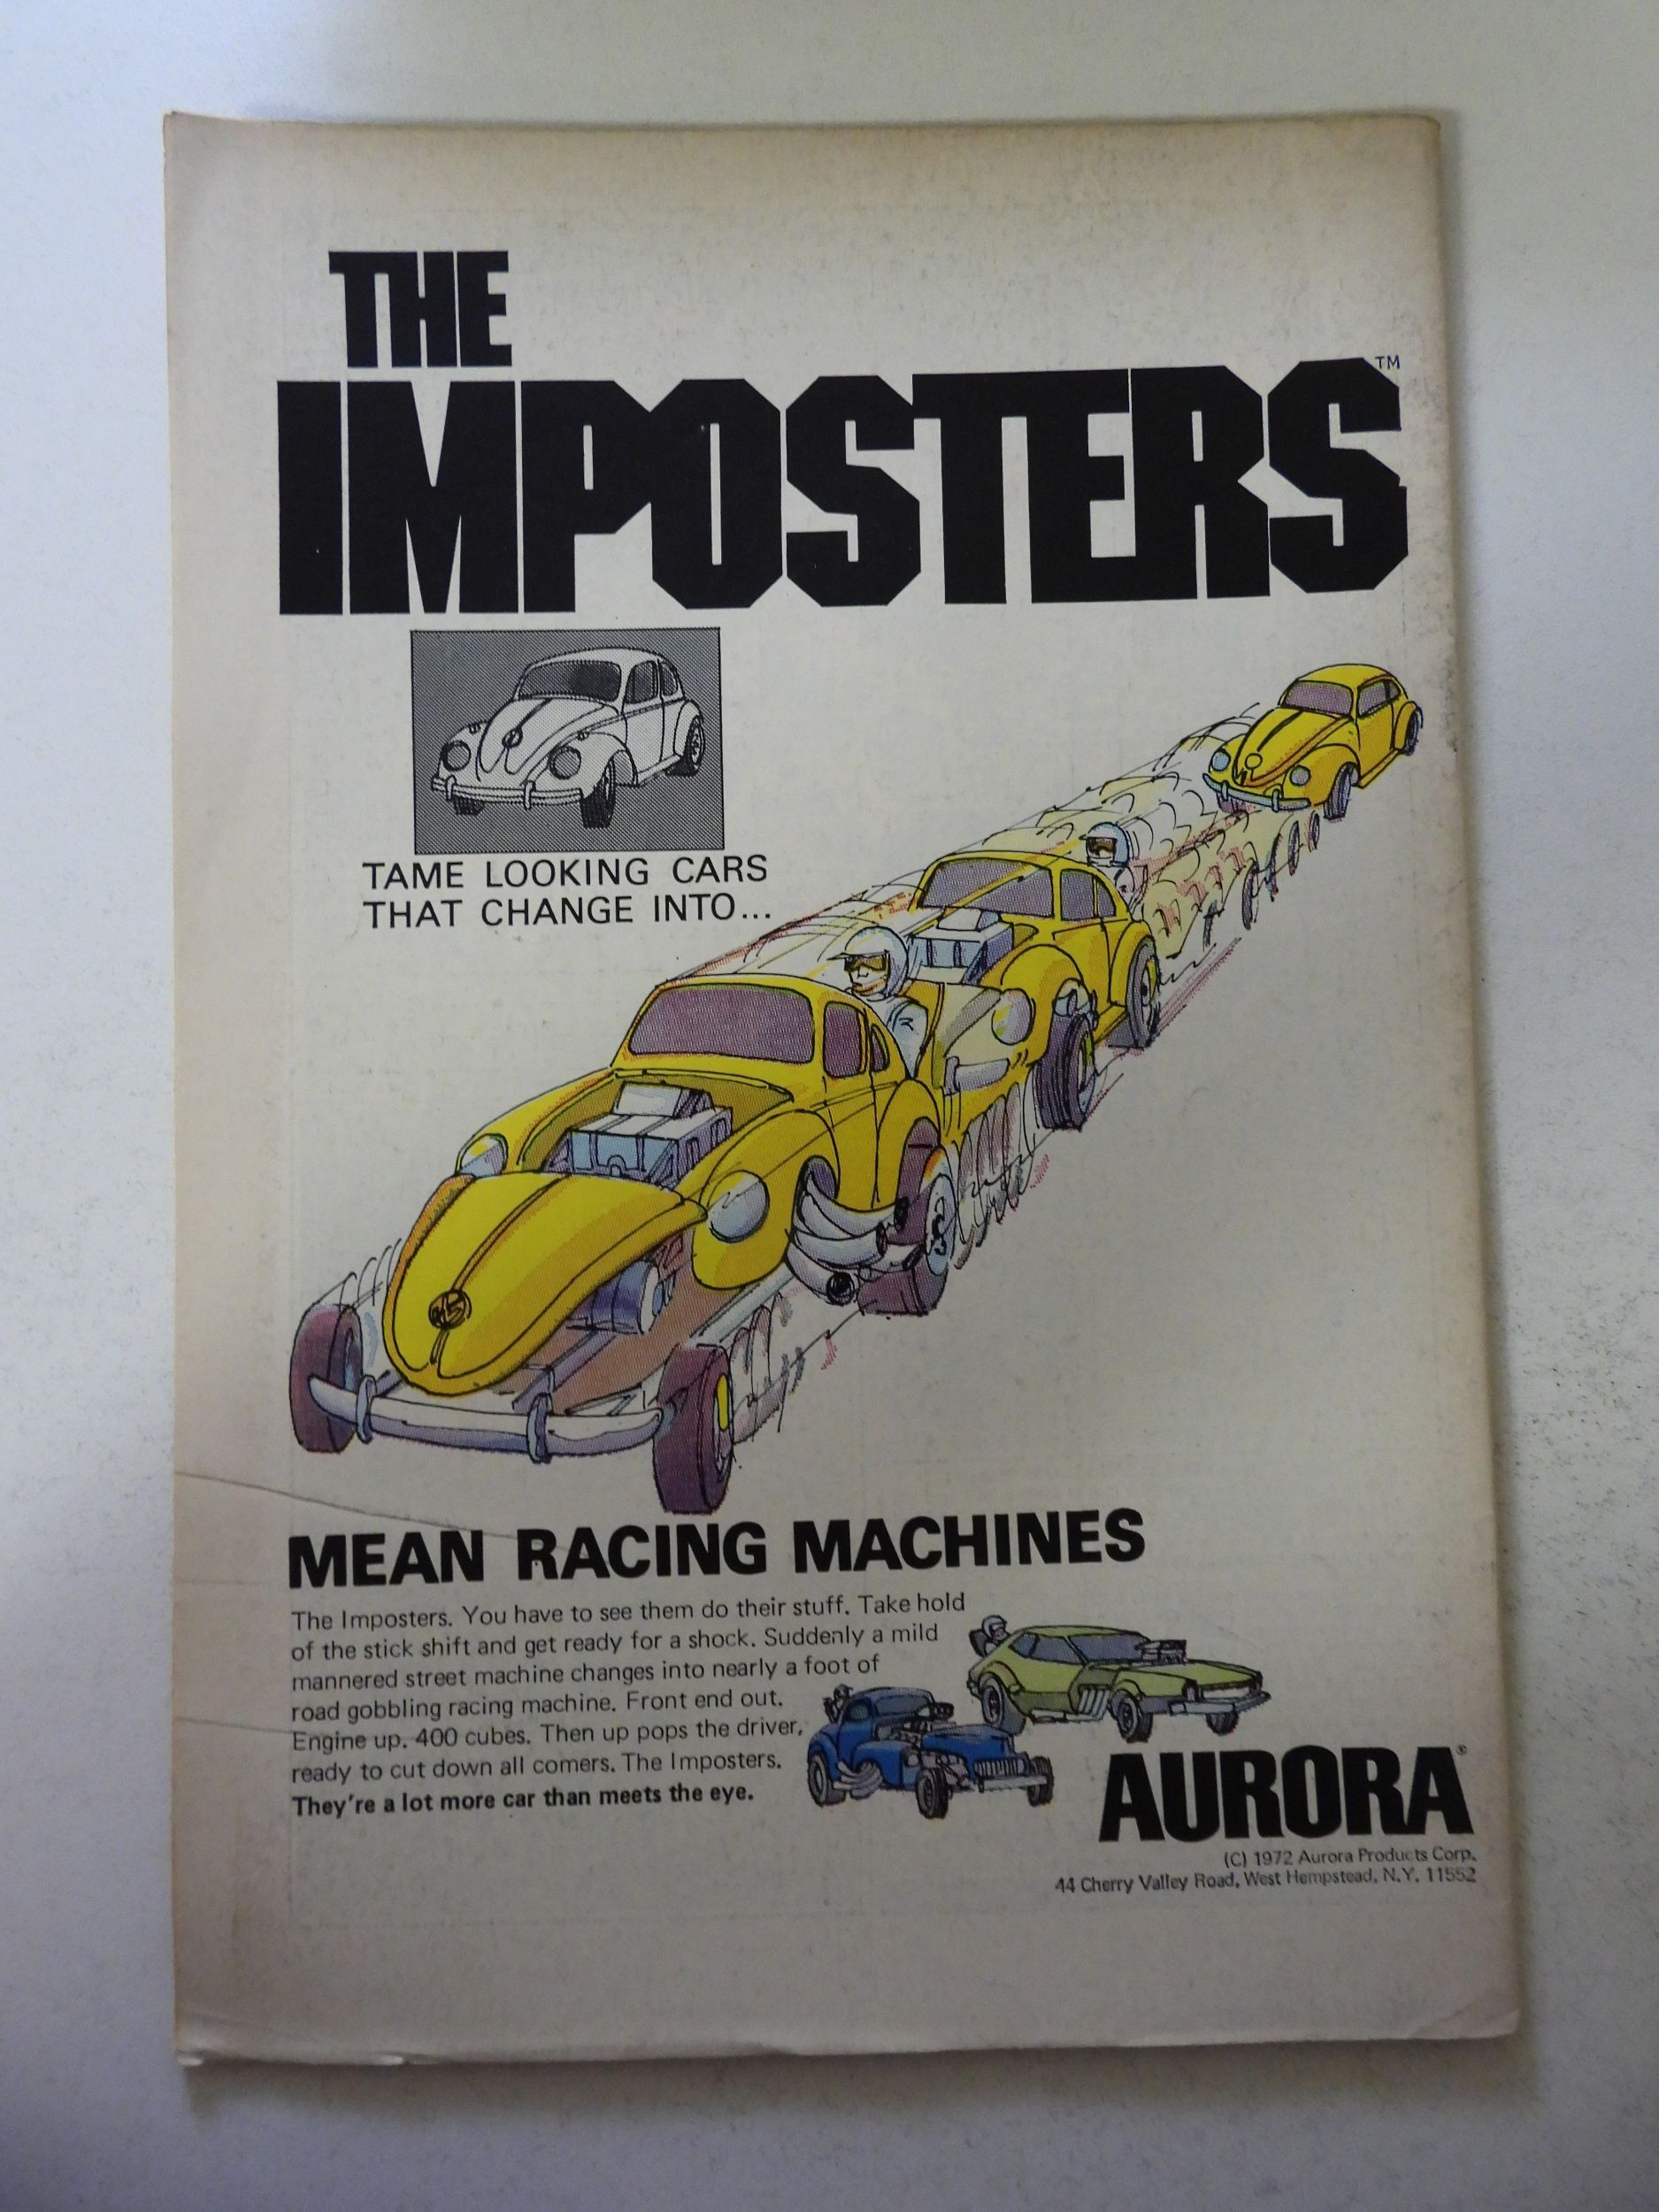 THE
IMPOSTERS™
TAME LOOKING CARS
THAT CHANGE INTO...
MEAN RACING MACHINES
The Imposters. You have to see them do their stuff. Take hold
of the stick shift and get ready for a shock. Suddenly a mild
mannered street machine changes into nearly a foot of
road gobbling racing machine. Front end out.
Engine up. 400 cubes. Then up pops the driver,
ready to cut down all comers. The Imposters.
They're a lot more car than meets the eye.
AURORA®
(C) 1972 Aurora Products Corp.
44 Cherry Valley Road, West Hempstead, N.Y. 11552